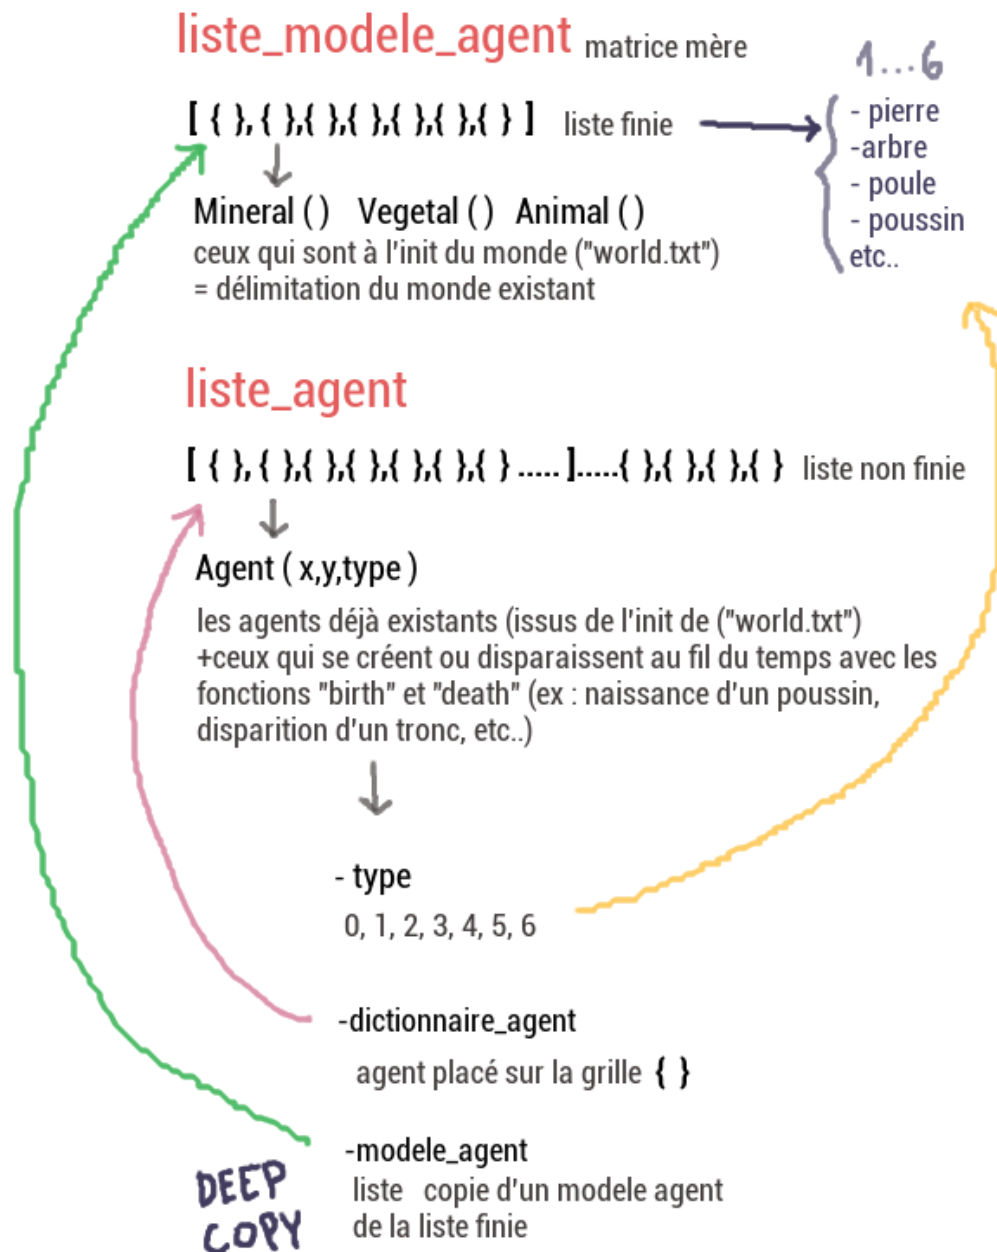 liste_modele_agent matrice mère
1...6
[ { }, { },{ },{ },{ },{ },{ } ] liste finie
- pierre
-arbre
- poule
- poussin
etc..
Mineral ( ) Vegetal ( ) Animal ( )
ceux qui sont à l'init du monde ("world.txt")
= délimitation du monde existant
liste_agent
[ { }, { },{ },{ },{ },{ },{ } ..... ].....{ },{ },{ },{ } liste non finie
Agent ( x,y,type )
les agents déjà existants (issus de l'init de ("world.txt")
+ceux qui se créent ou disparaissent au fil du temps avec les
fonctions "birth" et "death" (ex : naissance d'un poussin,
disparition d'un tronc, etc..)
- type
0, 1, 2, 3, 4, 5, 6
-dictionnaire_agent
agent placé sur la grille { }
-modele_agent
DEEP
COPY
liste copie d'un modele agent
de la liste finie